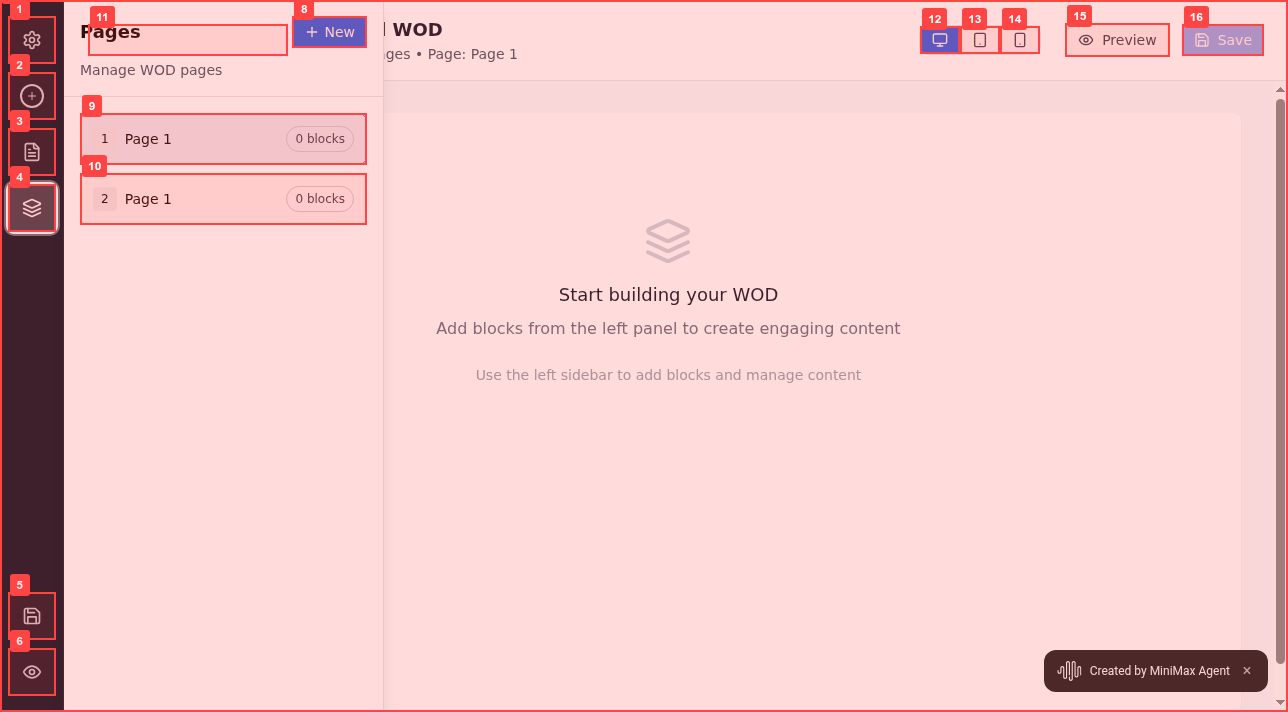 1
11
8
Pages
New
WOD
12
13
14
15
16
Preview
Save
2
Manage WOD pages
ges • Page: Page 1
9
3
1 Page 1 0 blocks
10
4
2 Page 1 0 blocks
Start building your WOD
Add blocks from the left panel to create engaging content
Use the left sidebar to add blocks and manage content
5
6
Created by MiniMax Agent ×